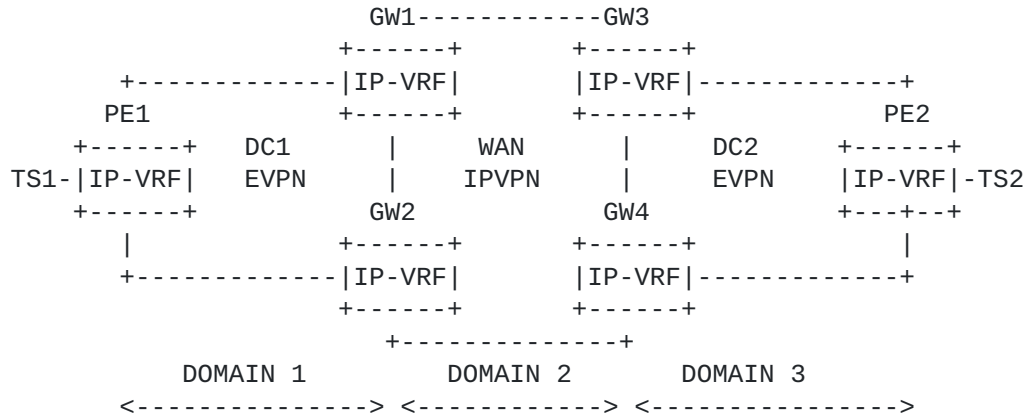 GW1------------GW3
                    +------+       +------+
       +------------|IP-VRF|       |IP-VRF|------------+
      PE1           +------+       +------+           PE2
    +------+   DC1     |     WAN      |     DC2   +------+
TS1-|IP-VRF|   EVPN    |    IPVPN     |     EVPN  |IP-VRF|-TS2
    +------+          GW2            GW4          +---+--+
       |            +------+       +------+           |
       +------------|IP-VRF|       |IP-VRF|------------+
                    +------+       +------+
                       +--------------+
           DOMAIN 1         DOMAIN 2       DOMAIN 3
       <---------------> <------------> <---------------->